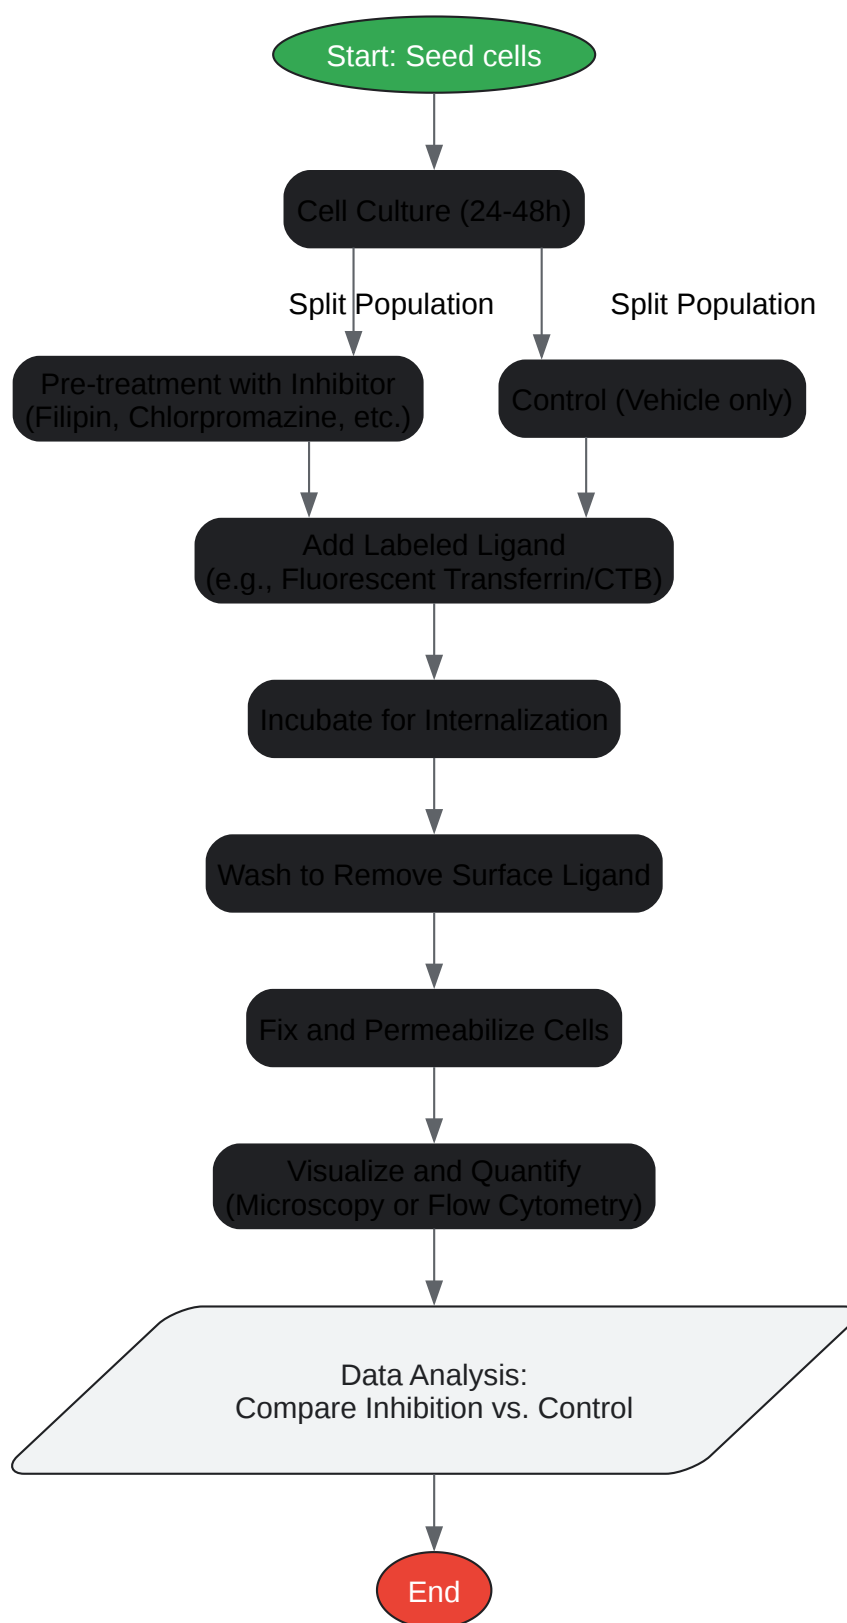 Start: Seed cells
Cell Culture (24-48h)
Split Population
Split Population
Pre-treatment with Inhibitor
(Filipin, Chlorpromazine, etc.)
Control (Vehicle only)
Add Labeled Ligand
(e.g., Fluorescent Transferrin/CTB)
Incubate for Internalization
Wash to Remove Surface Ligand
Fix and Permeabilize Cells
Visualize and Quantify
(Microscopy or Flow Cytometry)
Data Analysis:
Compare Inhibition vs. Control
End